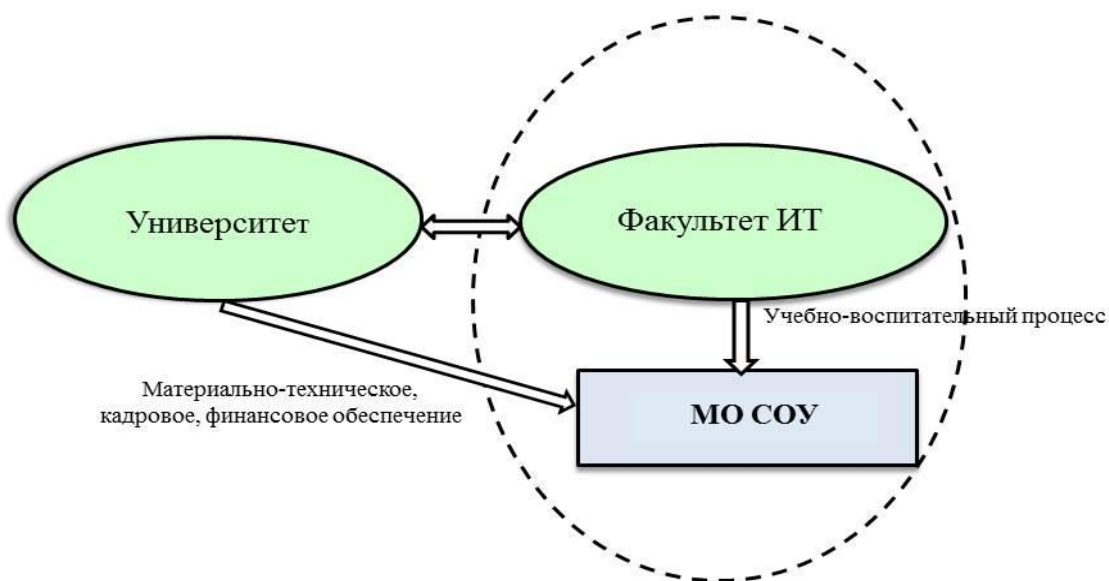 Университет
Факультет ИТ
Учебно-воспитательный процесс
Материально-техническое,
кадровое, финансовое обеспечение
МО СОУ